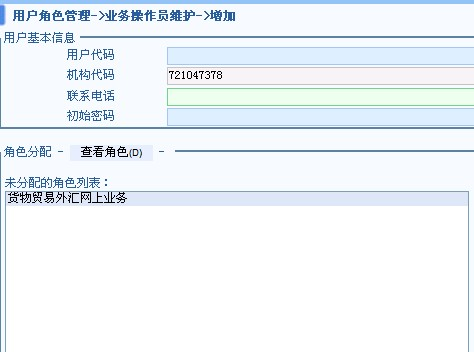 用户角色管理->业务操作员维护->增加
用户基本信息
用户代码
机构代码 721047378
联系电话
初始密码
角色分配 - 查看角色(D) -
未分配的角色列表：
货物贸易外汇网上业务